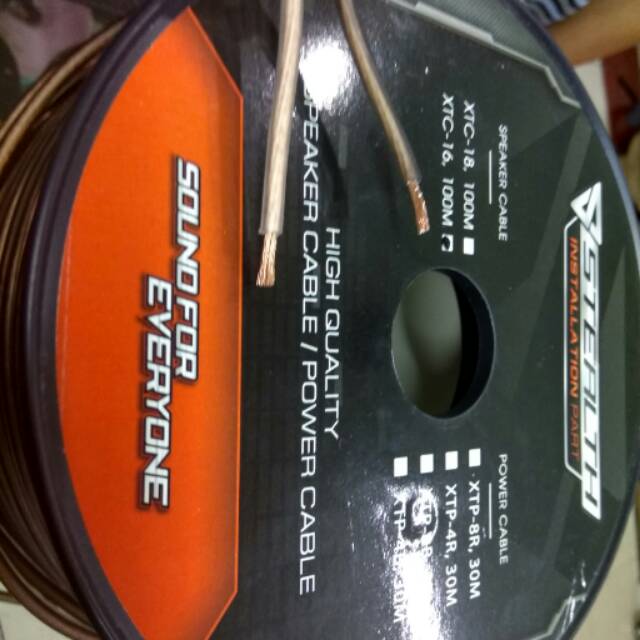 STEALTH
INSTALLATION PART
SPEAKER CABLE
XTC-18, 100M
XTC-16, 100M
POWER CABLE
XTP-8R, 30M
XTP-4R, 30M
HIGH QUALITY
SPEAKER CABLE / POWER CABLE
SOUND FOR
EVERYONE